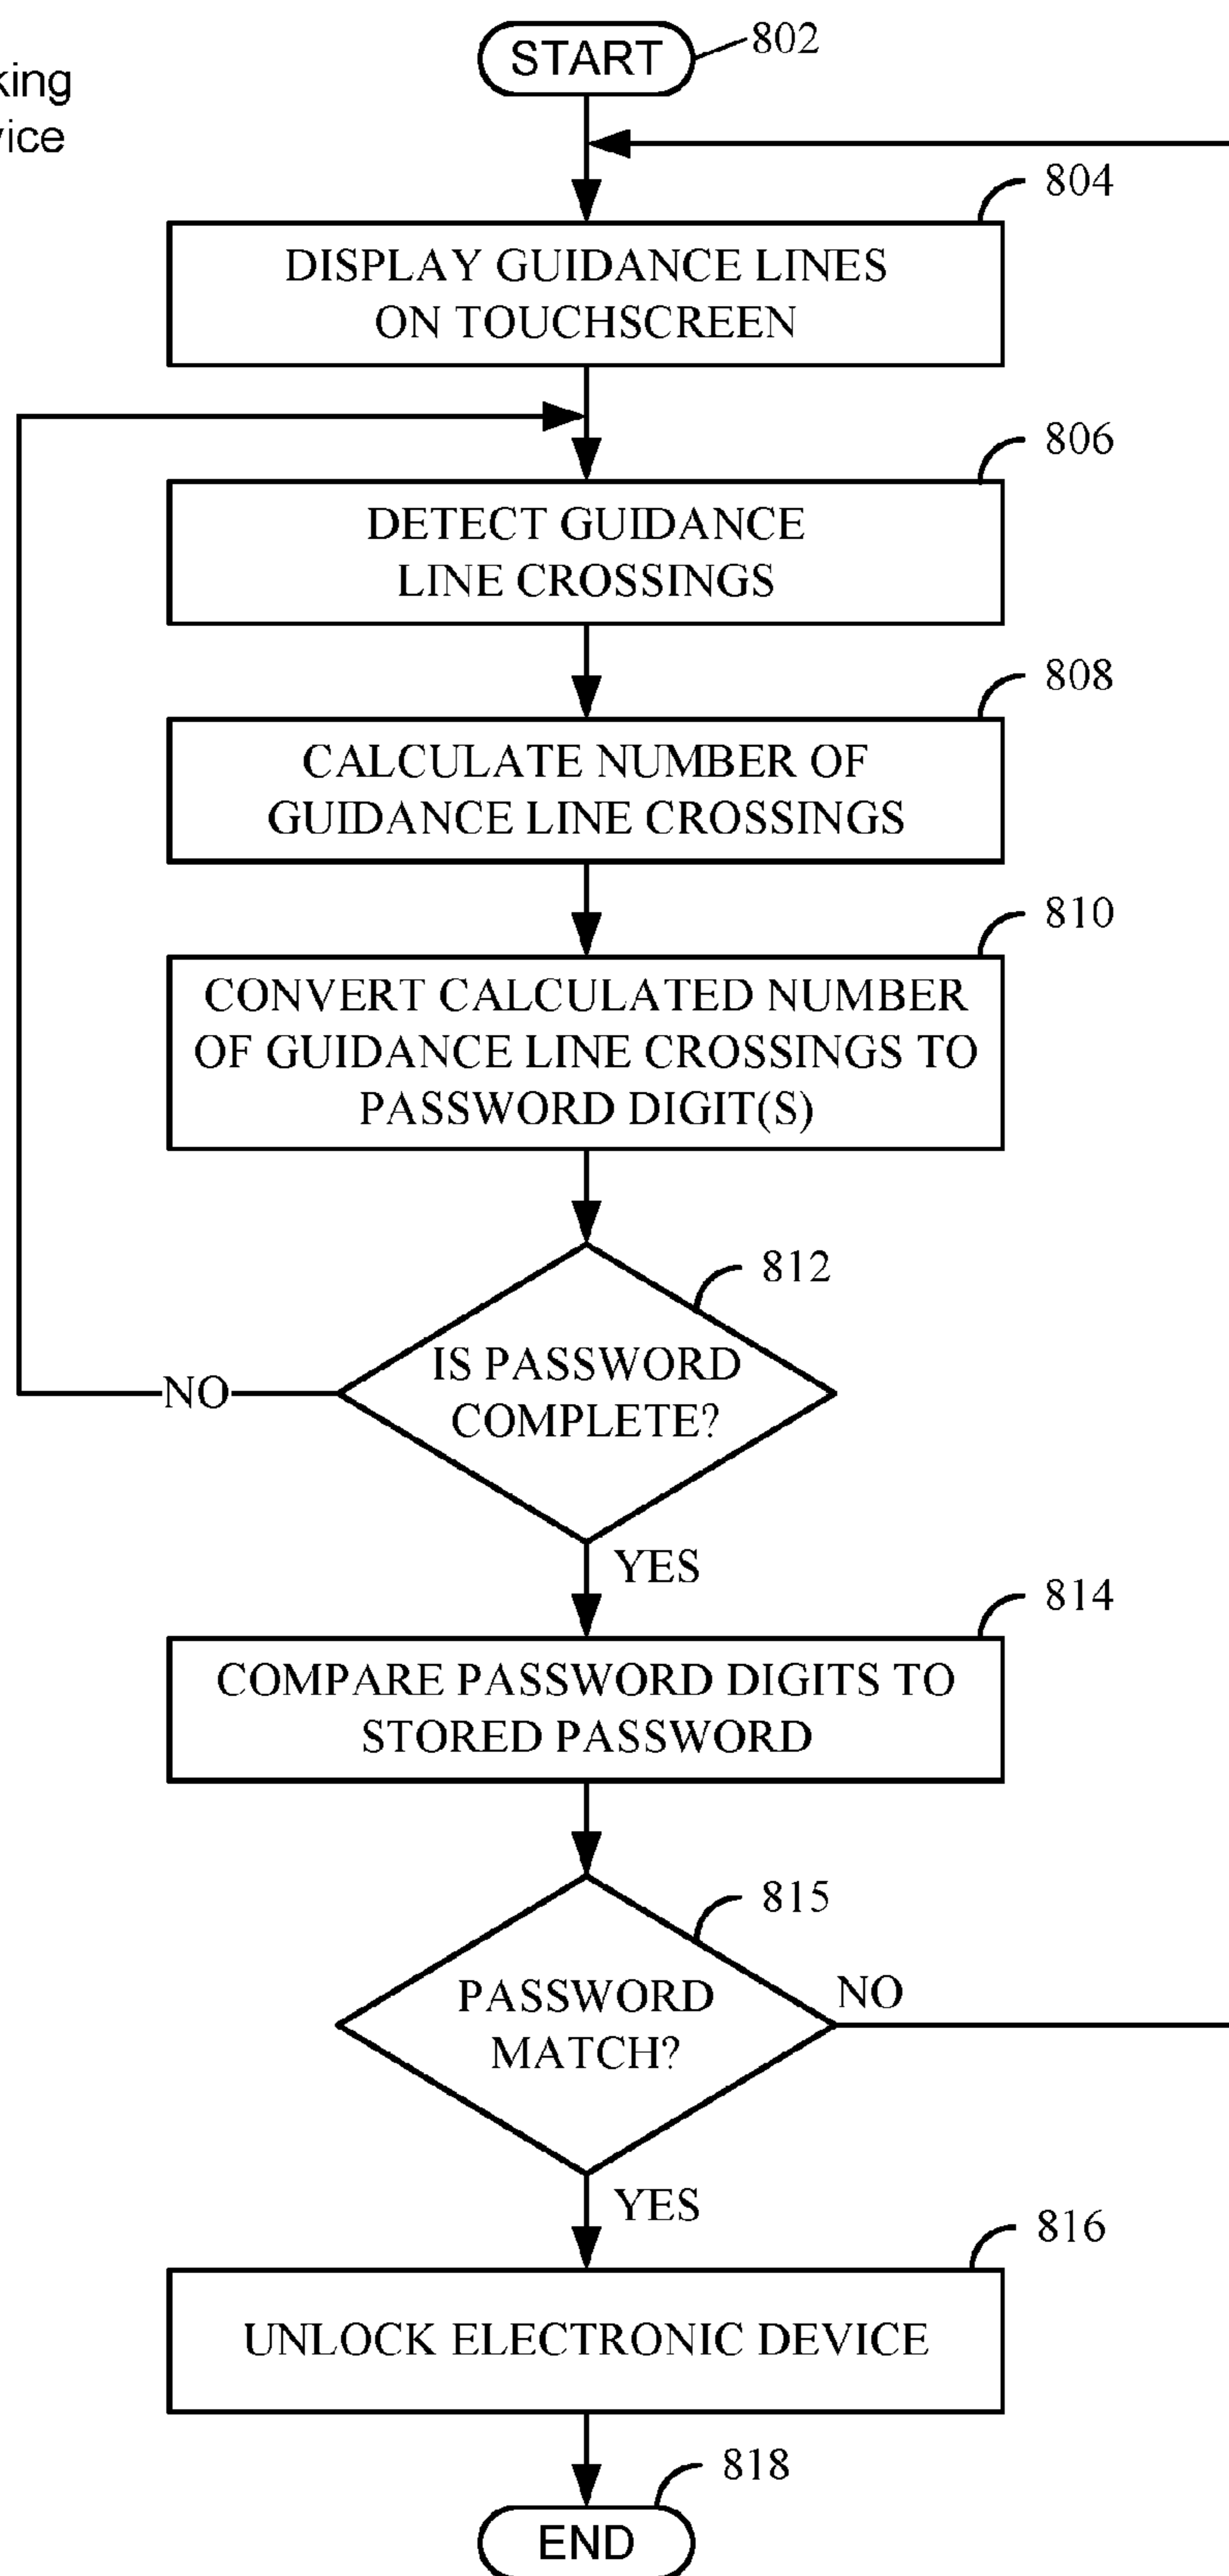 START
802
king
vice
804
DISPLAY GUIDANCE LINES
ON TOUCHSCREEN
806
DETECT GUIDANCE
LINE CROSSINGS
808
CALCULATE NUMBER OF
GUIDANCE LINE CROSSINGS
810
CONVERT CALCULATED NUMBER
OF GUIDANCE LINE CROSSINGS TO
PASSWORD DIGIT(S)
812
IS PASSWORD
COMPLETE?
NO
YES
814
COMPARE PASSWORD DIGITS TO
STORED PASSWORD
815
PASSWORD
MATCH?
NO
YES
816
UNLOCK ELECTRONIC DEVICE
818
END